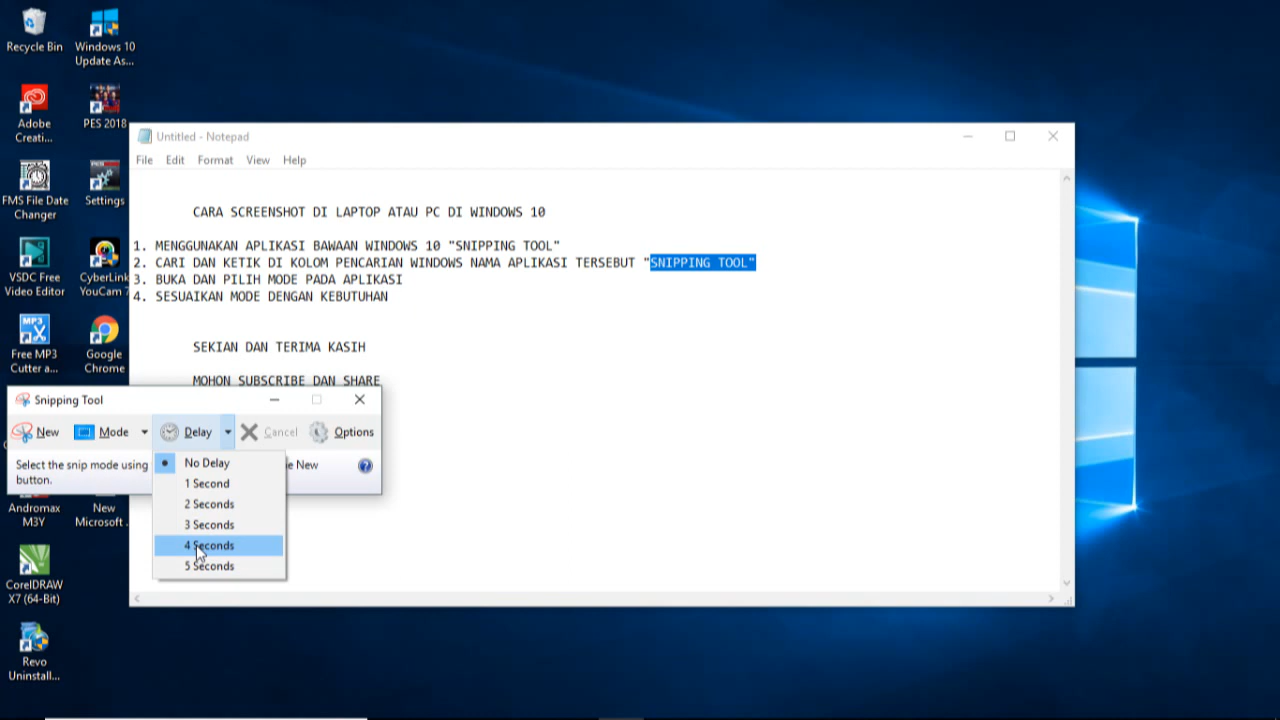 Recycle Bin
Windows 10
Update As...
Adobe
Creati...
PES 2018
FMS File Date
Changer
Settings
VSDC Free
Video Editor
CyberLink
YouCam 7
Free MP3
Cutter a...
Google
Chrome
Andromax
M3Y
New
Microsoft .
CorelDRAW
X7 (64-Bit)
Revo
Uninstall...
Untitled - Notepad
File Edit Format View Help
CARA SCREENSHOT DI LAPTOP ATAU PC DI WINDOWS 10
1. MENGGUNAKAN APLIKASI BAWAAN WINDOWS 10 "SNIPPING TOOL"
2. CARI DAN KETIK DI KOLOM PENCARIAN WINDOWS NAMA APLIKASI TERSEBUT "SNIPPING TOOL"
3. BUKA DAN PILIH MODE PADA APLIKASI
4. SESUAIKAN MODE DENGAN KEBUTUHAN
SEKIAN DAN TERIMA KASIH
MOHON SUBSCRIBE DAN SHARE
Snipping Tool
New Mode Delay Cancel Options
Select the snip mode using
New
button.
No Delay
1 Second
2 Seconds
3 Seconds
4 Seconds
5 Seconds